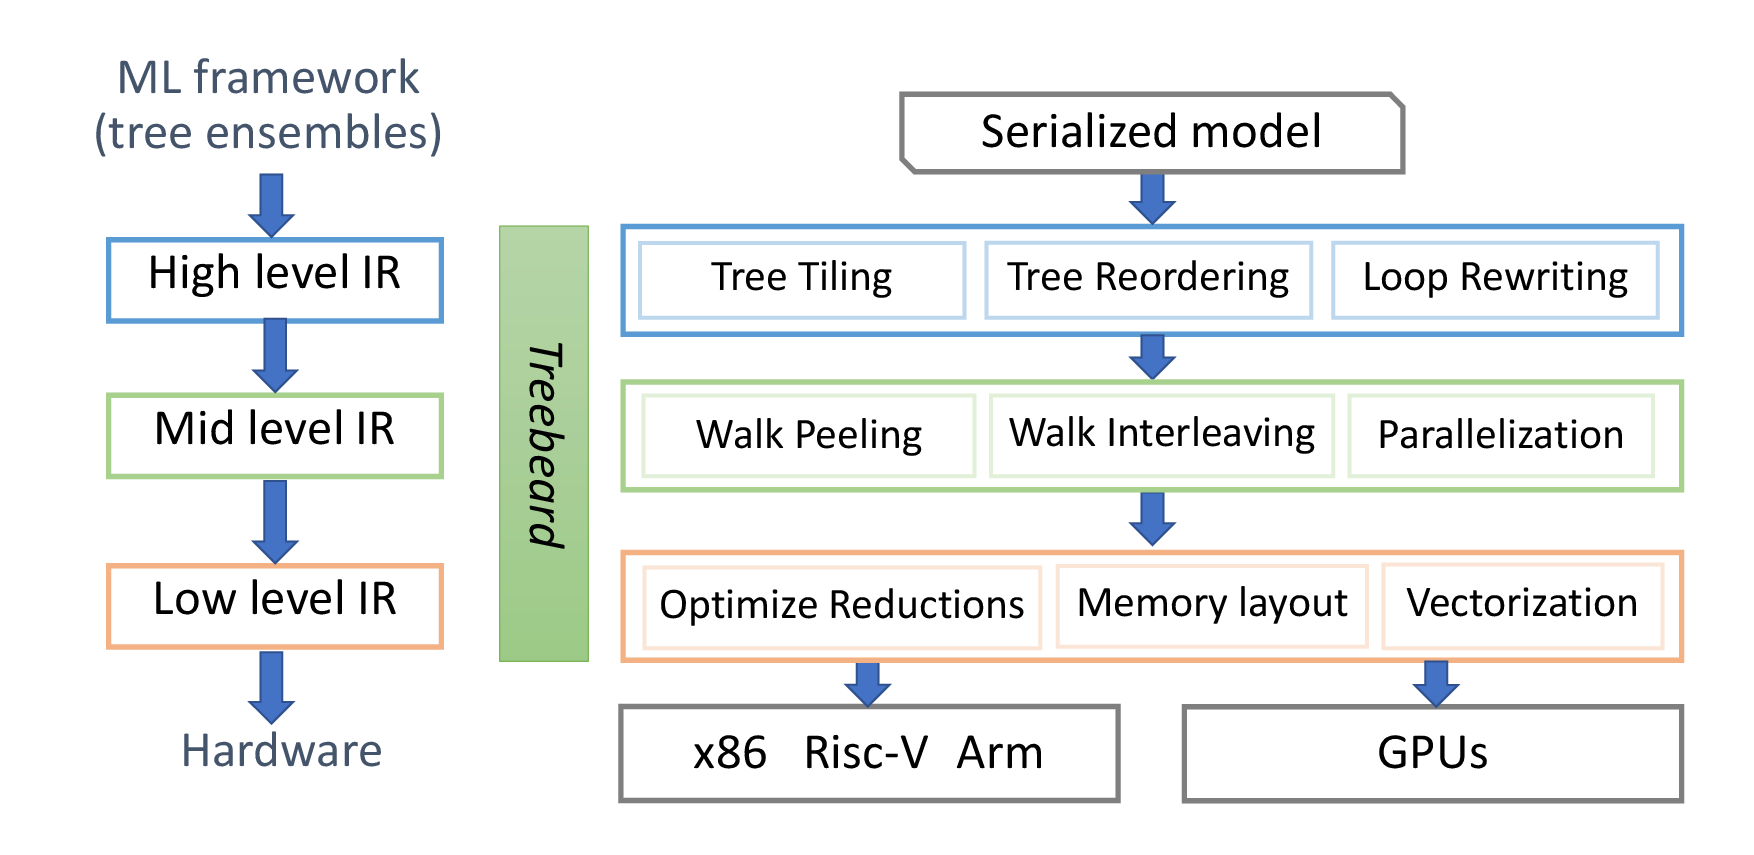 ML framework
(tree ensembles)
High level IR
Mid level IR
Low level IR
Hardware
Treebeard
Serialized model
Tree Tiling
Tree Reordering
Loop Rewriting
Walk Peeling
Walk Interleaving
Parallelization
Optimize Reductions
Memory layout
Vectorization
x86 Risc-V Arm
GPUs